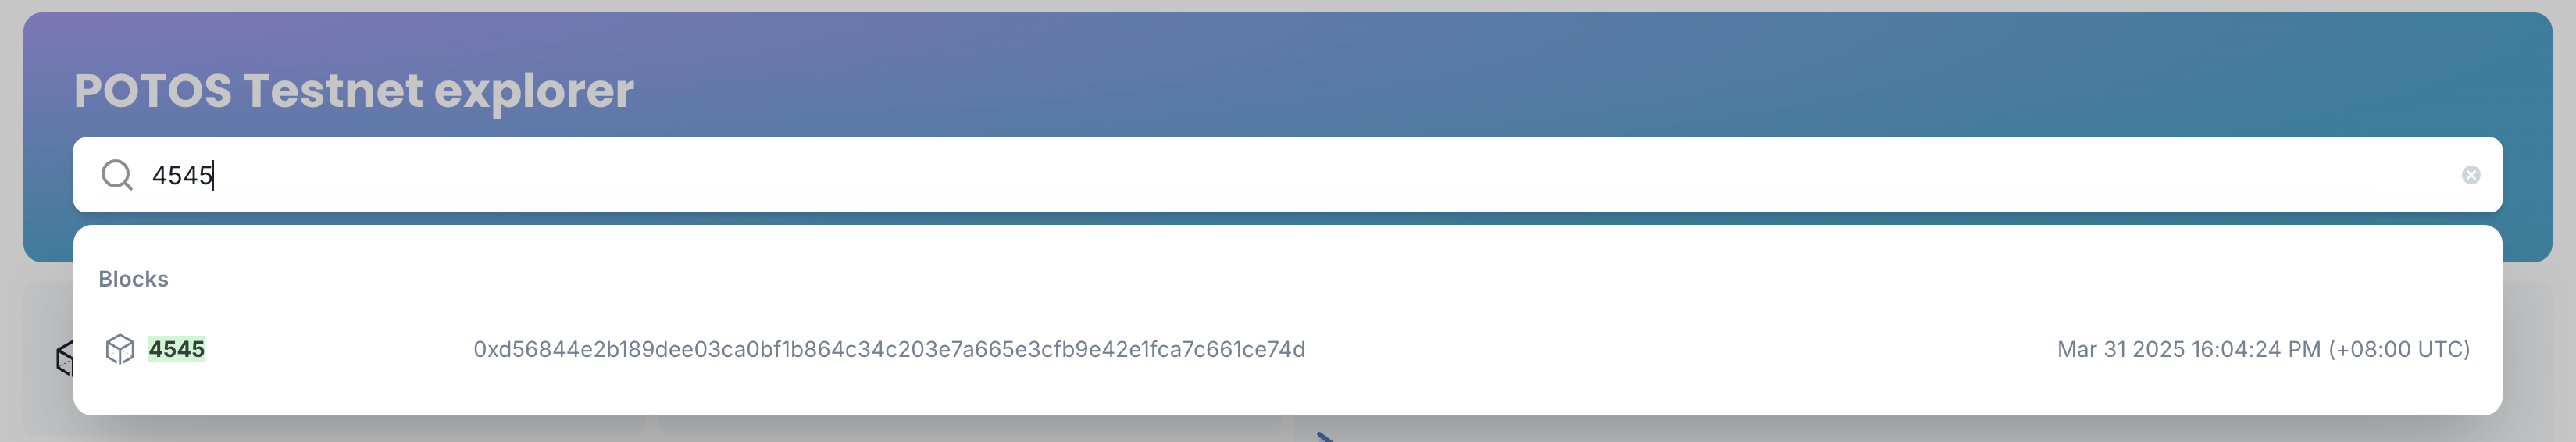 POTOS Testnet explorer
4545
Blocks
4545 0xd56844e2b189dee03ca0bf1b864c34c203e7a665e3cfb9e42e1fca7c661ce74d Mar 31 2025 16:04:24 PM (+08:00 UTC)